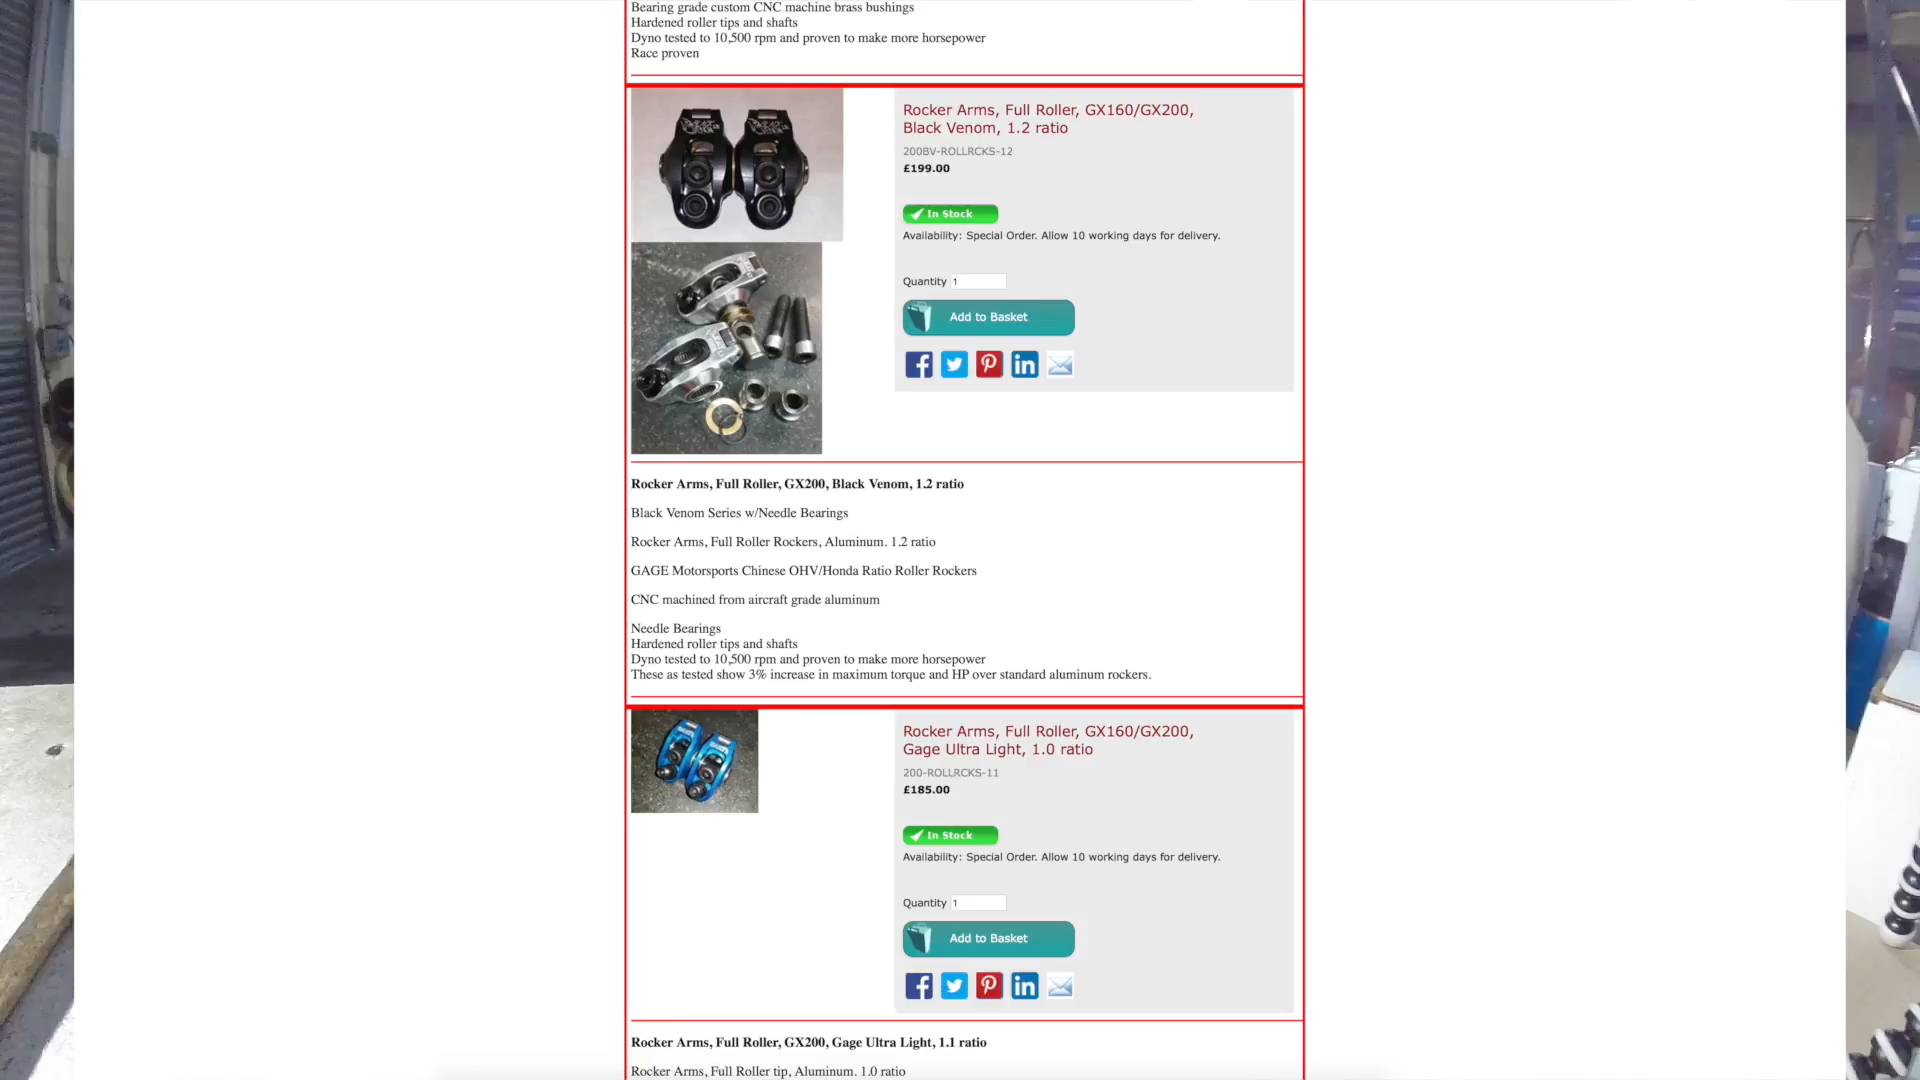 Bearing grade custom CNC machine brass bushings
Hardened roller tips and shafts
Dyno tested to 10,500 rpm and proven to make more horsepower
Race proven
Rocker Arms, Full Roller, GX160/GX200,
Black Venom, 1.2 ratio
200BV-ROLLRCKS-12
£199.00
In Stock
Availability: Special Order. Allow 10 working days for delivery.
Quantity 1
Add to Basket
Rocker Arms, Full Roller, GX200, Black Venom, 1.2 ratio
Black Venom Series w/Needle Bearings
Rocker Arms, Full Roller Rockers, Aluminum. 1.2 ratio
GAGE Motorsports Chinese OHV/Honda Ratio Roller Rockers
CNC machined from aircraft grade aluminum
Needle Bearings
Hardened roller tips and shafts
Dyno tested to 10,500 rpm and proven to make more horsepower
These as tested show 3% increase in maximum torque and HP over standard aluminum rockers.
Rocker Arms, Full Roller, GX160/GX200,
Gage Ultra Light, 1.0 ratio
200-ROLLRCKS-11
£185.00
In Stock
Availability: Special Order. Allow 10 working days for delivery.
Quantity 1
Add to Basket
Rocker Arms, Full Roller, GX200, Gage Ultra Light, 1.1 ratio
Rocker Arms, Full Roller tip, Aluminum. 1.0 ratio